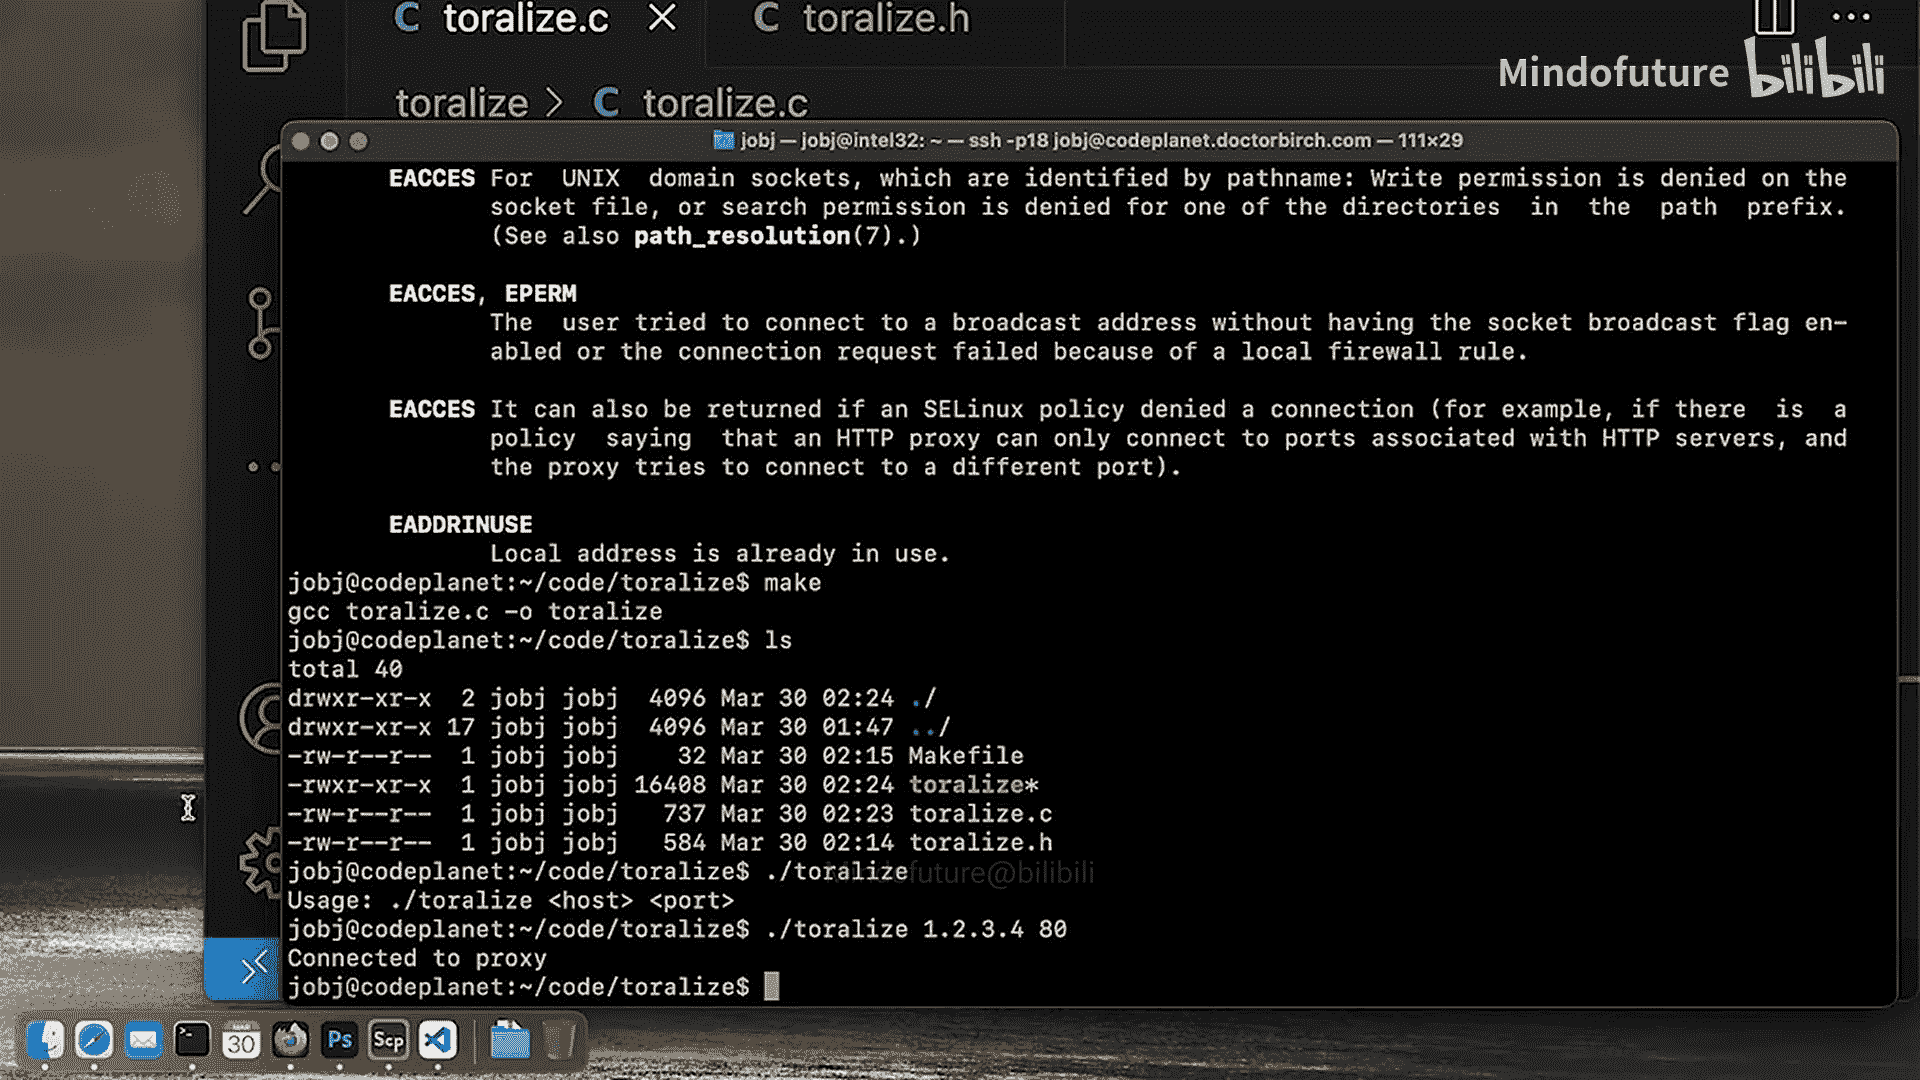 toralize.c
toralize.h
Mindofuture bilibili
toralize > C toralize.c
jobj — jobj@intel32: ~ — ssh -p18 jobj@codeplanet.doctorbirch.com — 111×29
EACCES For  UNIX  domain sockets, which are identified by pathname: Write permission is denied on the
socket file, or search permission is denied for one of the directories  in  the  path  prefix.
(See also path_resolution(7).)
EACCES, EPERM
The  user tried to connect to a broadcast address without having the socket broadcast flag en-
abled or the connection request failed because of a local firewall rule.
EACCES It can also be returned if an SELinux policy denied a connection (for example, if there  is  a
policy  saying  that an HTTP proxy can only connect to ports associated with HTTP servers, and
the proxy tries to connect to a different port).
EADDRINUSE
Local address is already in use.
jobj@codeplanet:~/code/toralize$ make
gcc toralize.c -o toralize
jobj@codeplanet:~/code/toralize$ ls
total 40
drwxr-xr-x  2 jobj jobj  4096 Mar 30 02:24 ./
drwxr-xr-x 17 jobj jobj  4096 Mar 30 01:47 ../
-rw-r--r--  1 jobj jobj    32 Mar 30 02:15 Makefile
-rwxr-xr-x  1 jobj jobj 16408 Mar 30 02:24 toralize*
-rw-r--r--  1 jobj jobj   737 Mar 30 02:23 toralize.c
-rw-r--r--  1 jobj jobj   584 Mar 30 02:14 toralize.h
jobj@codeplanet:~/code/toralize$ ./toralize
Mindofuture@bilibili
Usage: ./toralize <host> <port>
jobj@codeplanet:~/code/toralize$ ./toralize 1.2.3.4 80
Connected to proxy
jobj@codeplanet:~/code/toralize$
MAR
30
Ps
Scp